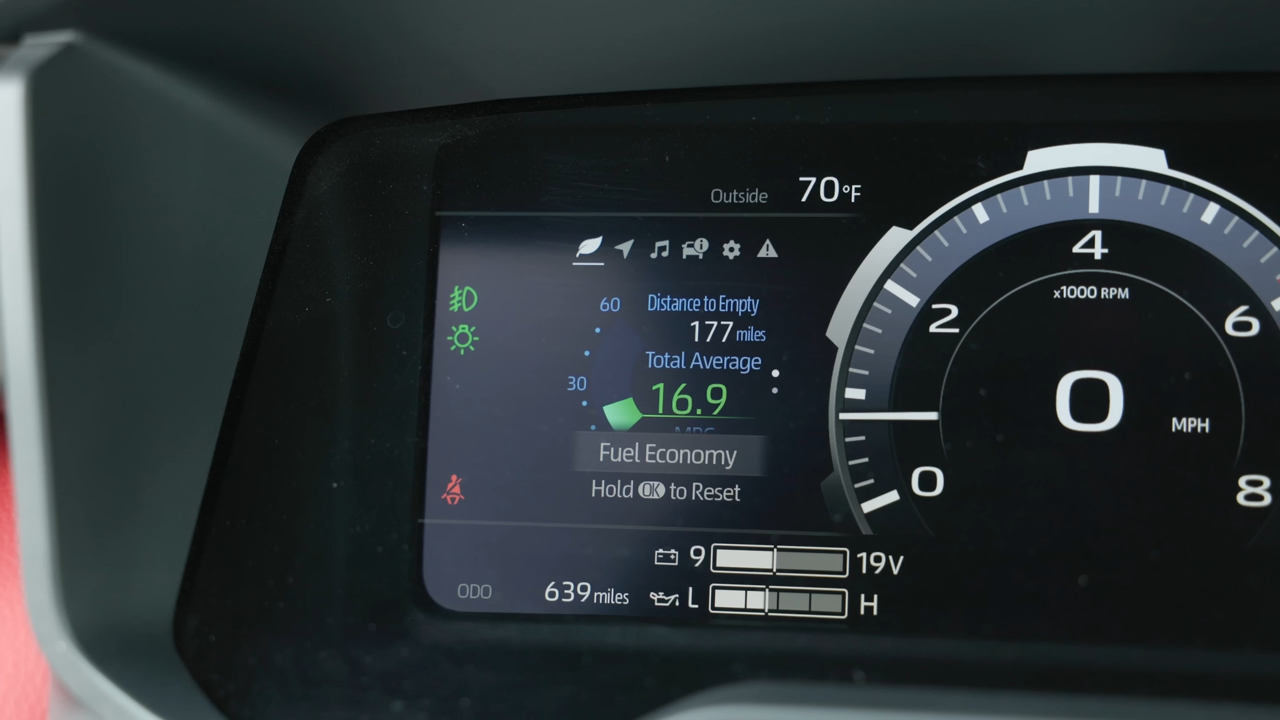 Outside 70°F
60
Distance to Empty
177 miles
Total Average
30
16.9
MPG
Fuel Economy
Hold OK to Reset
9 19V
ODO 639 miles L H
4
x1000 RPM
2 6
0 MPH
0 8